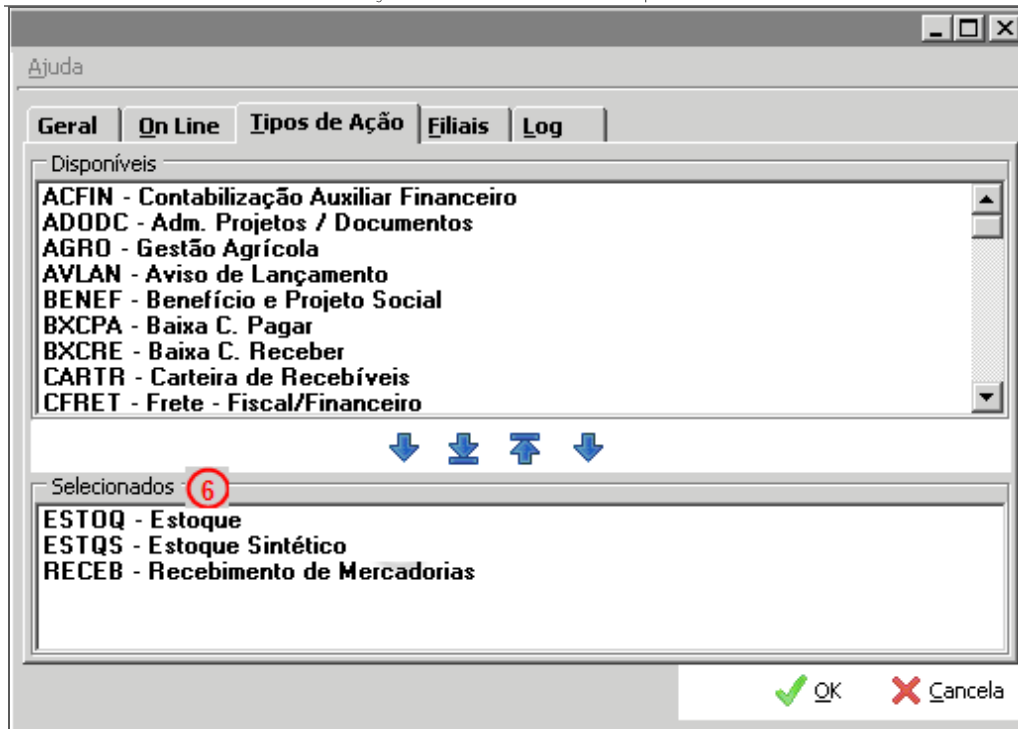 Ajuda
Geral On Line Tipos de Ação Filiais Log
Disponíveis
ACFIN - Contabilização Auxiliar Financeiro
ADODC - Adm. Projetos / Documentos
AGRO - Gestão Agrícola
AVLAN - Aviso de Lançamento
BENEF - Benefício e Projeto Social
BXCPA - Baixa C. Pagar
BXCRE - Baixa C. Receber
CARTR - Carteira de Recebíveis
CFRET - Frete - Fiscal/Financeiro
Selecionados 6
ESTOQ - Estoque
ESTQS - Estoque Sintético
RECEB - Recebimento de Mercadorias
OK Cancela